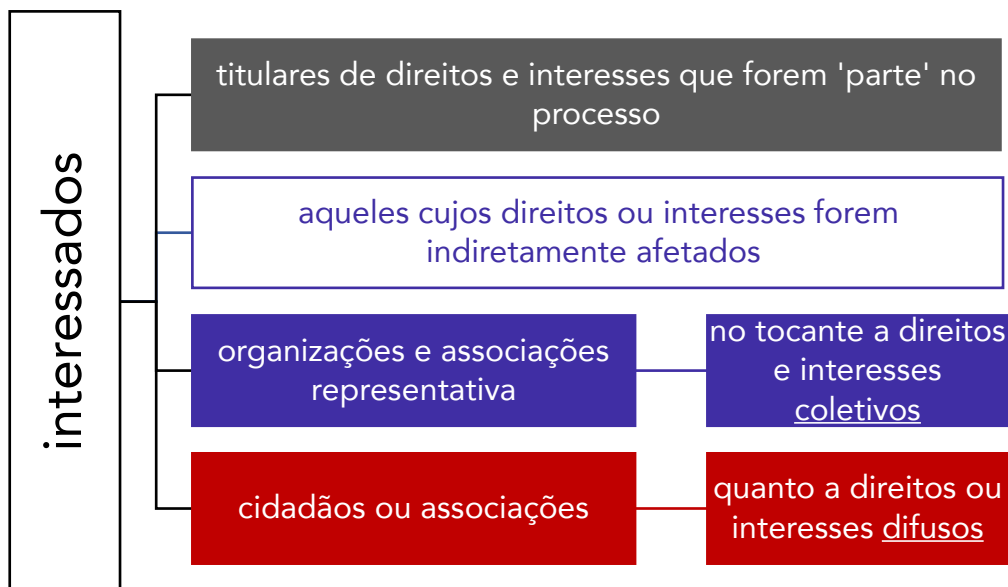 interessados
titulares de direitos e interesses que forem 'parte' no
processo
aqueles cujos direitos ou interesses forem
indiretamente afetados
organizações e associações
representativa
no tocante a direitos
e interesses
coletivos
cidadãos ou associações
quanto a direitos ou
interesses difusos